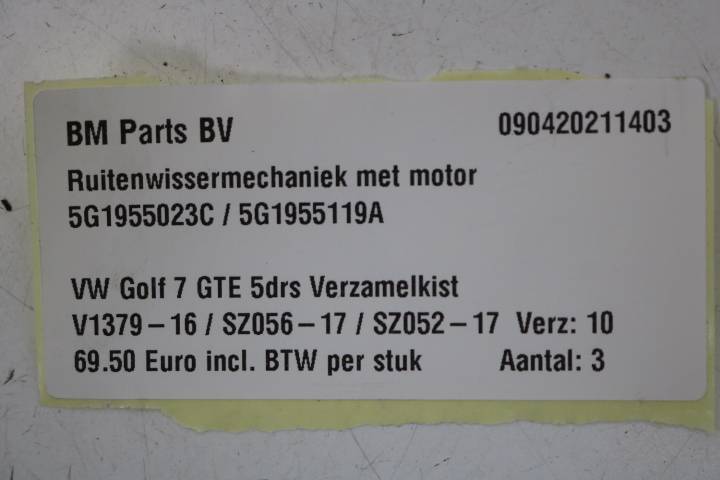 BM Parts BV 090420211403
Ruitenwissermechaniek met motor
5G1955023C / 5G1955119A
VW Golf 7 GTE 5drs Verzamelkist
V1379-16 / SZ056-17 / SZ052-17 Verz: 10
69.50 Euro incl. BTW per stuk Aantal: 3